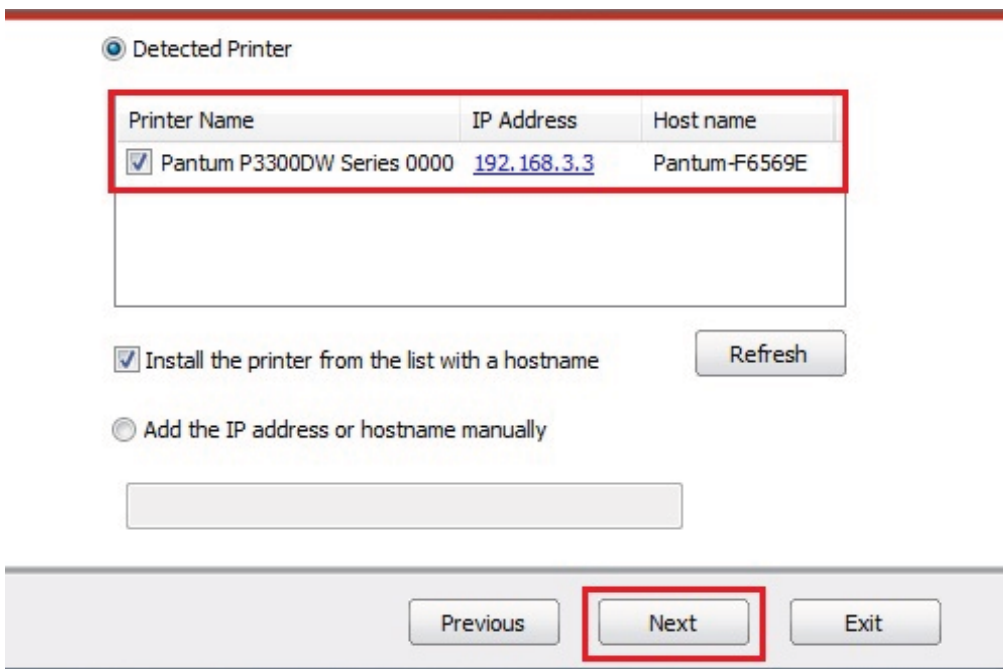 Detected Printer
Printer Name IP Address Host name
Pantum P3300DW Series 0000 192.168.3.3 Pantum-F6569E
Install the printer from the list with a hostname Refresh
Add the IP address or hostname manually
Previous Next Exit